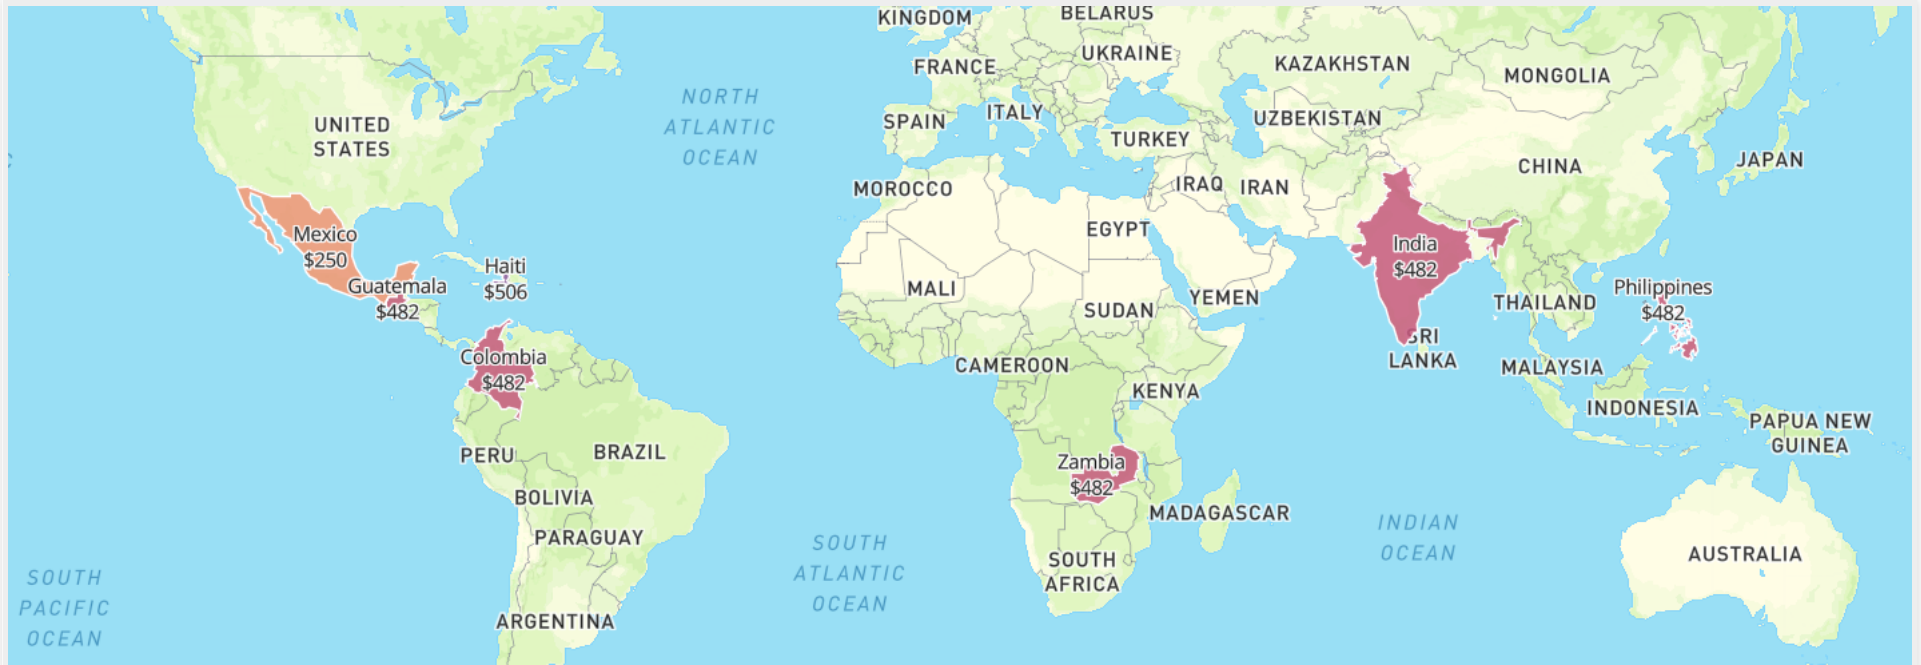 KINGDOM
BELARUS
UKRAINE
FRANCE
KAZAKHSTAN
MONGOLIA
NORTH
ATLANTIC
OCEAN
UNITED
STATES
SPAIN
ITALY
TURKEY
UZBEKISTAN
CHINA
JAPAN
MOROCCO
IRAQ
IRAN
EGYPT
Mexico
$250
Guatemala
$482
Haiti
$506
MALI
SUDAN
YEMEN
India
$482
THAILAND
Philippines
$482
SRI
LANKA
Colombia
$482
CAMEROON
KENYA
MALAYSIA
INDONESIA
PAPUA NEW
GUINEA
PERU
BRAZIL
Zambia
$482
BOLIVIA
MADAGASCAR
PARAGUAY
SOUTH
ATLANTIC
OCEAN
SOUTH
AFRICA
INDIAN
OCEAN
AUSTRALIA
SOUTH
PACIFIC
OCEAN
ARGENTINA